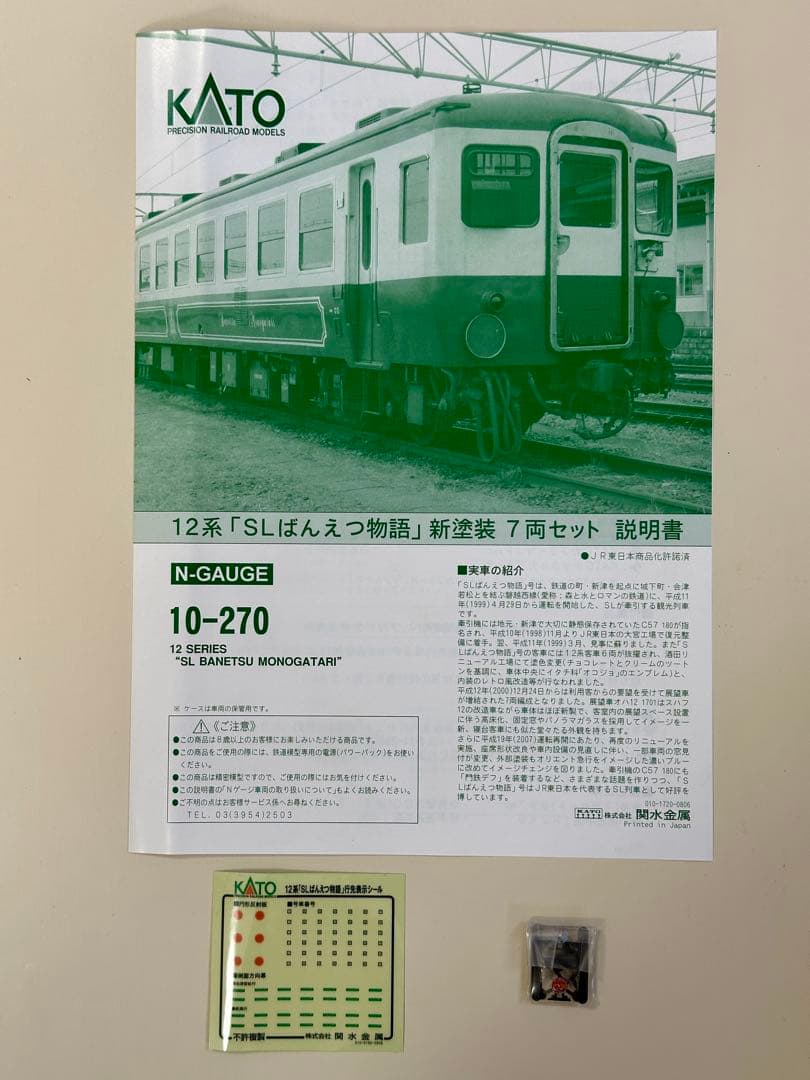 KATO
PRECISION RAILROAD MODELS
12系「SLばんえつ物語」新塗装 7両セット 説明書
●JR東日本商品化許諾済
N-GAUGE
10-270
12 SERIES
"SL BANETSU MONOGATARI"
※ ケースは車両の保管用です。
《ご注意》
●この商品は8歳以上のお客様にお楽しみいただける商品です。
●この商品をご使用の際には、鉄道模型専用の電源(パワーパック)をお使い
ください。
●この商品は精密模型ですので、ご使用の際にはお気を付けください。
●この説明書の「Nゲージ車両の取り扱いについて」もよくお読みください。
●ご不明の点はお客様サービス係へお尋ねください。
TEL. 03(3954)2503
■実車の紹介
「SLばんえつ物語」号は、鉄道の町・新津を起点に城下町・会津
若松とを結ぶ磐越西線(愛称:森と水とロマンの鉄道)に、平成11
年(1999)4月29日から運転を開始した、SLが牽引する観光列車
です。
牽引機には地元・新津で大切に静態保存されていたC57 180が指
名され、平成10年(1998)11月よりJR東日本の大宮工場で復元整
備に着手。翌、平成11年(1999)3月、見事に蘇りました。また「S
Lばんえつ物語」号の客車には12系客車6両が抜擢され、酒田リ
ニューアル工場にて塗色変更(チョコレートとクリームのツートン
を基調に、車体中央にイタチ科「オコジョ」のエンブレム)と、
内装のレトロ風改造等が行なわれました。
平成12年(2000)12月24日からは利用客からの要望を受けて展望車
が増結された7両編成となりました。展望車オハ12 1701はスハフ
12の改造車ながら車体はほぼ新製で、客室内の展望スペース設置
に伴う高床化、固定窓やパノラマガラスを採用してイメージを一
新、寝台客車にも似た堂々たる外観を持ちます。
さらに平成19年(2007)運転再開にあたり、再度のリニューアルを
実施、座席形状改良や車内設備の見直しに伴い、一部車両の窓見
付が変更、外部塗装もオリエント急行をイメージした濃いブルー
に改めてイメージチェンジを図りました。牽引機のC57 180にも
「門鉄デフ」を装着するなど、さまざまな話題を作りつつ、「S
Lばんえつ物語」号はJR東日本を代表するSL列車として好評を
博しています。
010-1720-0806
KATO 株式会社 関水金属
Printed in Japan
KATO
PRECISION RAILROAD MODELS
12系「SLばんえつ物語」行先表示シール
■円形反射板
■号車番号
■側面方向幕
不許複製
株式会社 関水金属